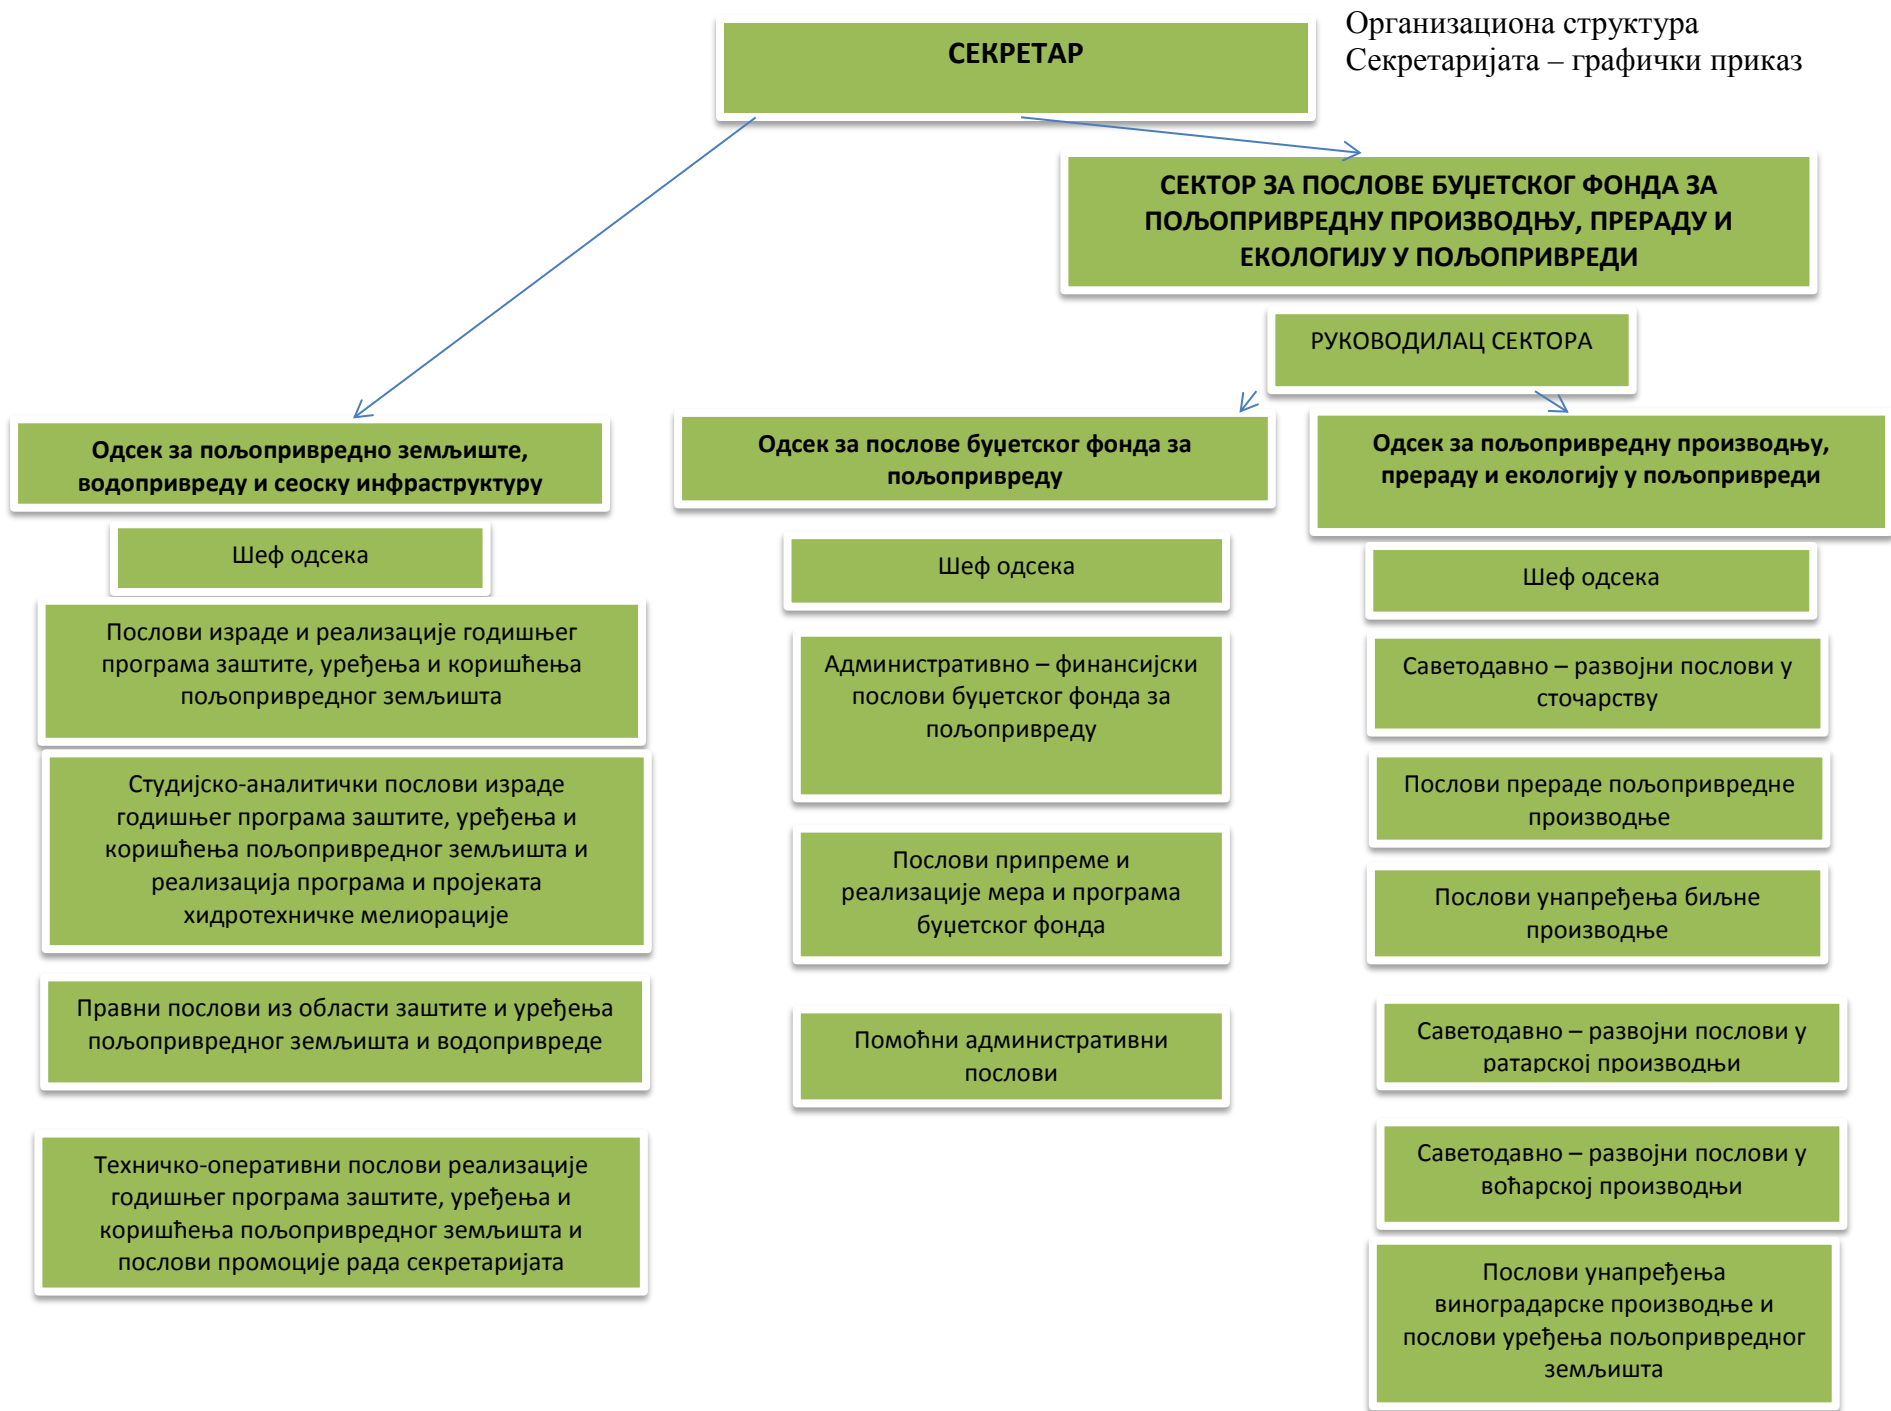 Организациона структура
Секретаријата – графички приказ
СЕКРЕТАР
СЕКТОР ЗА ПОСЛОВЕ БУЏЕТСКОГ ФОНДА ЗА
ПОЉОПРИВРЕДНУ ПРОИЗВОДЊУ, ПРЕРАДУ И
ЕКОЛОГИЈУ У ПОЉОПРИВРЕДИ
РУКОВОДИЛАЦ СЕКТОРА
Одсек за пољопривредно земљиште,
водопривреду и сеоску инфраструктуру
Шеф одсека
Послови израде и реализације годишњег
програма заштите, уређења и коришћења
пољопривредног земљишта
Студијско-аналитички послови израде
годишњег програма заштите, уређења и
коришћења пољопривредног земљишта и
реализација програма и пројеката
хидротехничке мелиорације
Правни послови из области заштите и уређења
пољопривредног земљишта и водопривреде
Техничко-оперативни послови реализације
годишњег програма заштите, уређења и
коришћења пољопривредног земљишта и
послови промоције рада секретаријата
Одсек за послове буџетског фонда за
пољопривреду
Шеф одсека
Административно – финансијски
послови буџетског фонда за
пољопривреду
Послови припреме и
реализације мера и програма
буџетског фонда
Помоћни административни
послови
Одсек за пољопривредну производњу,
прераду и екологију у пољопривреди
Шеф одсека
Саветодавно – развојни послови у
сточарству
Послови прераде пољопривредне
производње
Послови унапређења биљне
производње
Саветодавно – развојни послови у
ратарској производњи
Саветодавно – развојни послови у
воћарској производњи
Послови унапређења
виноградарске производње и
послови уређења пољопривредног
земљишта